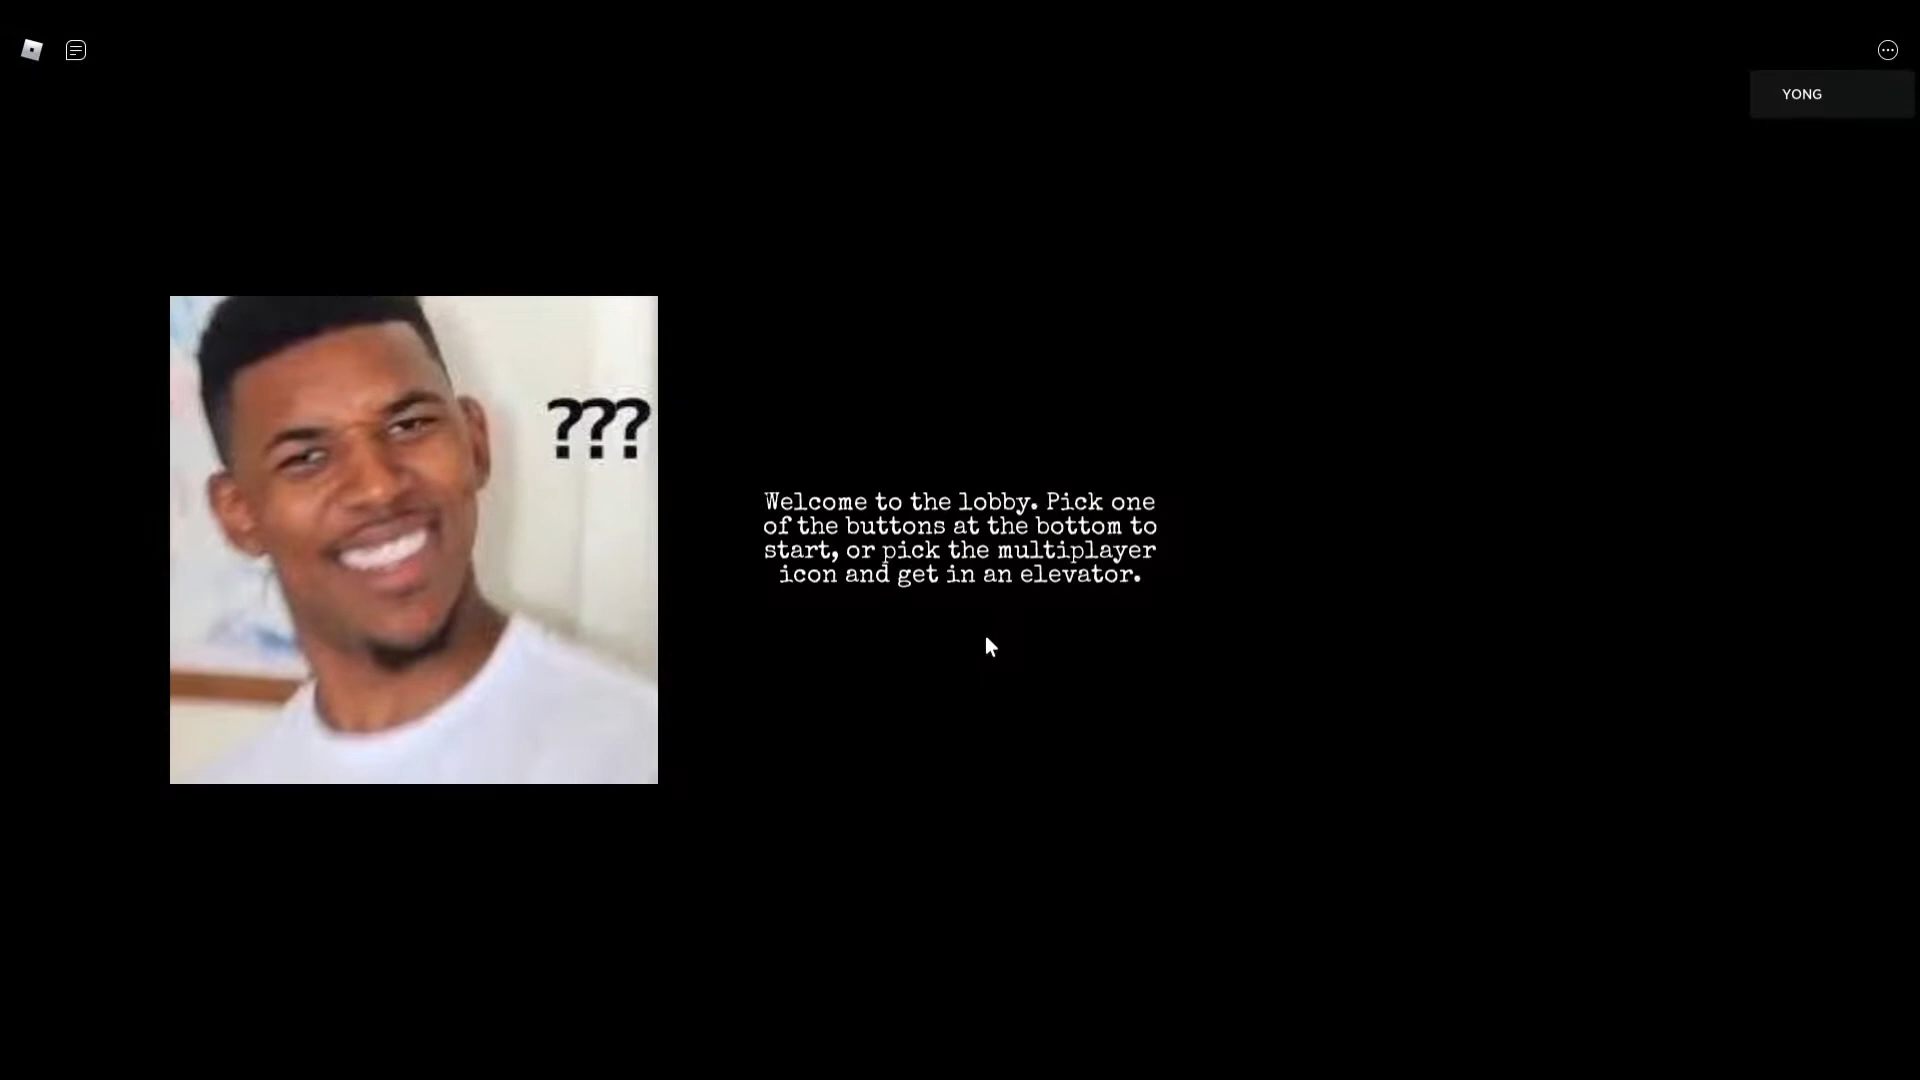 YONG
???
Welcome to the lobby. Pick one
of the buttons at the bottom to
start, or pick the multiplayer
icon and get in an elevator.